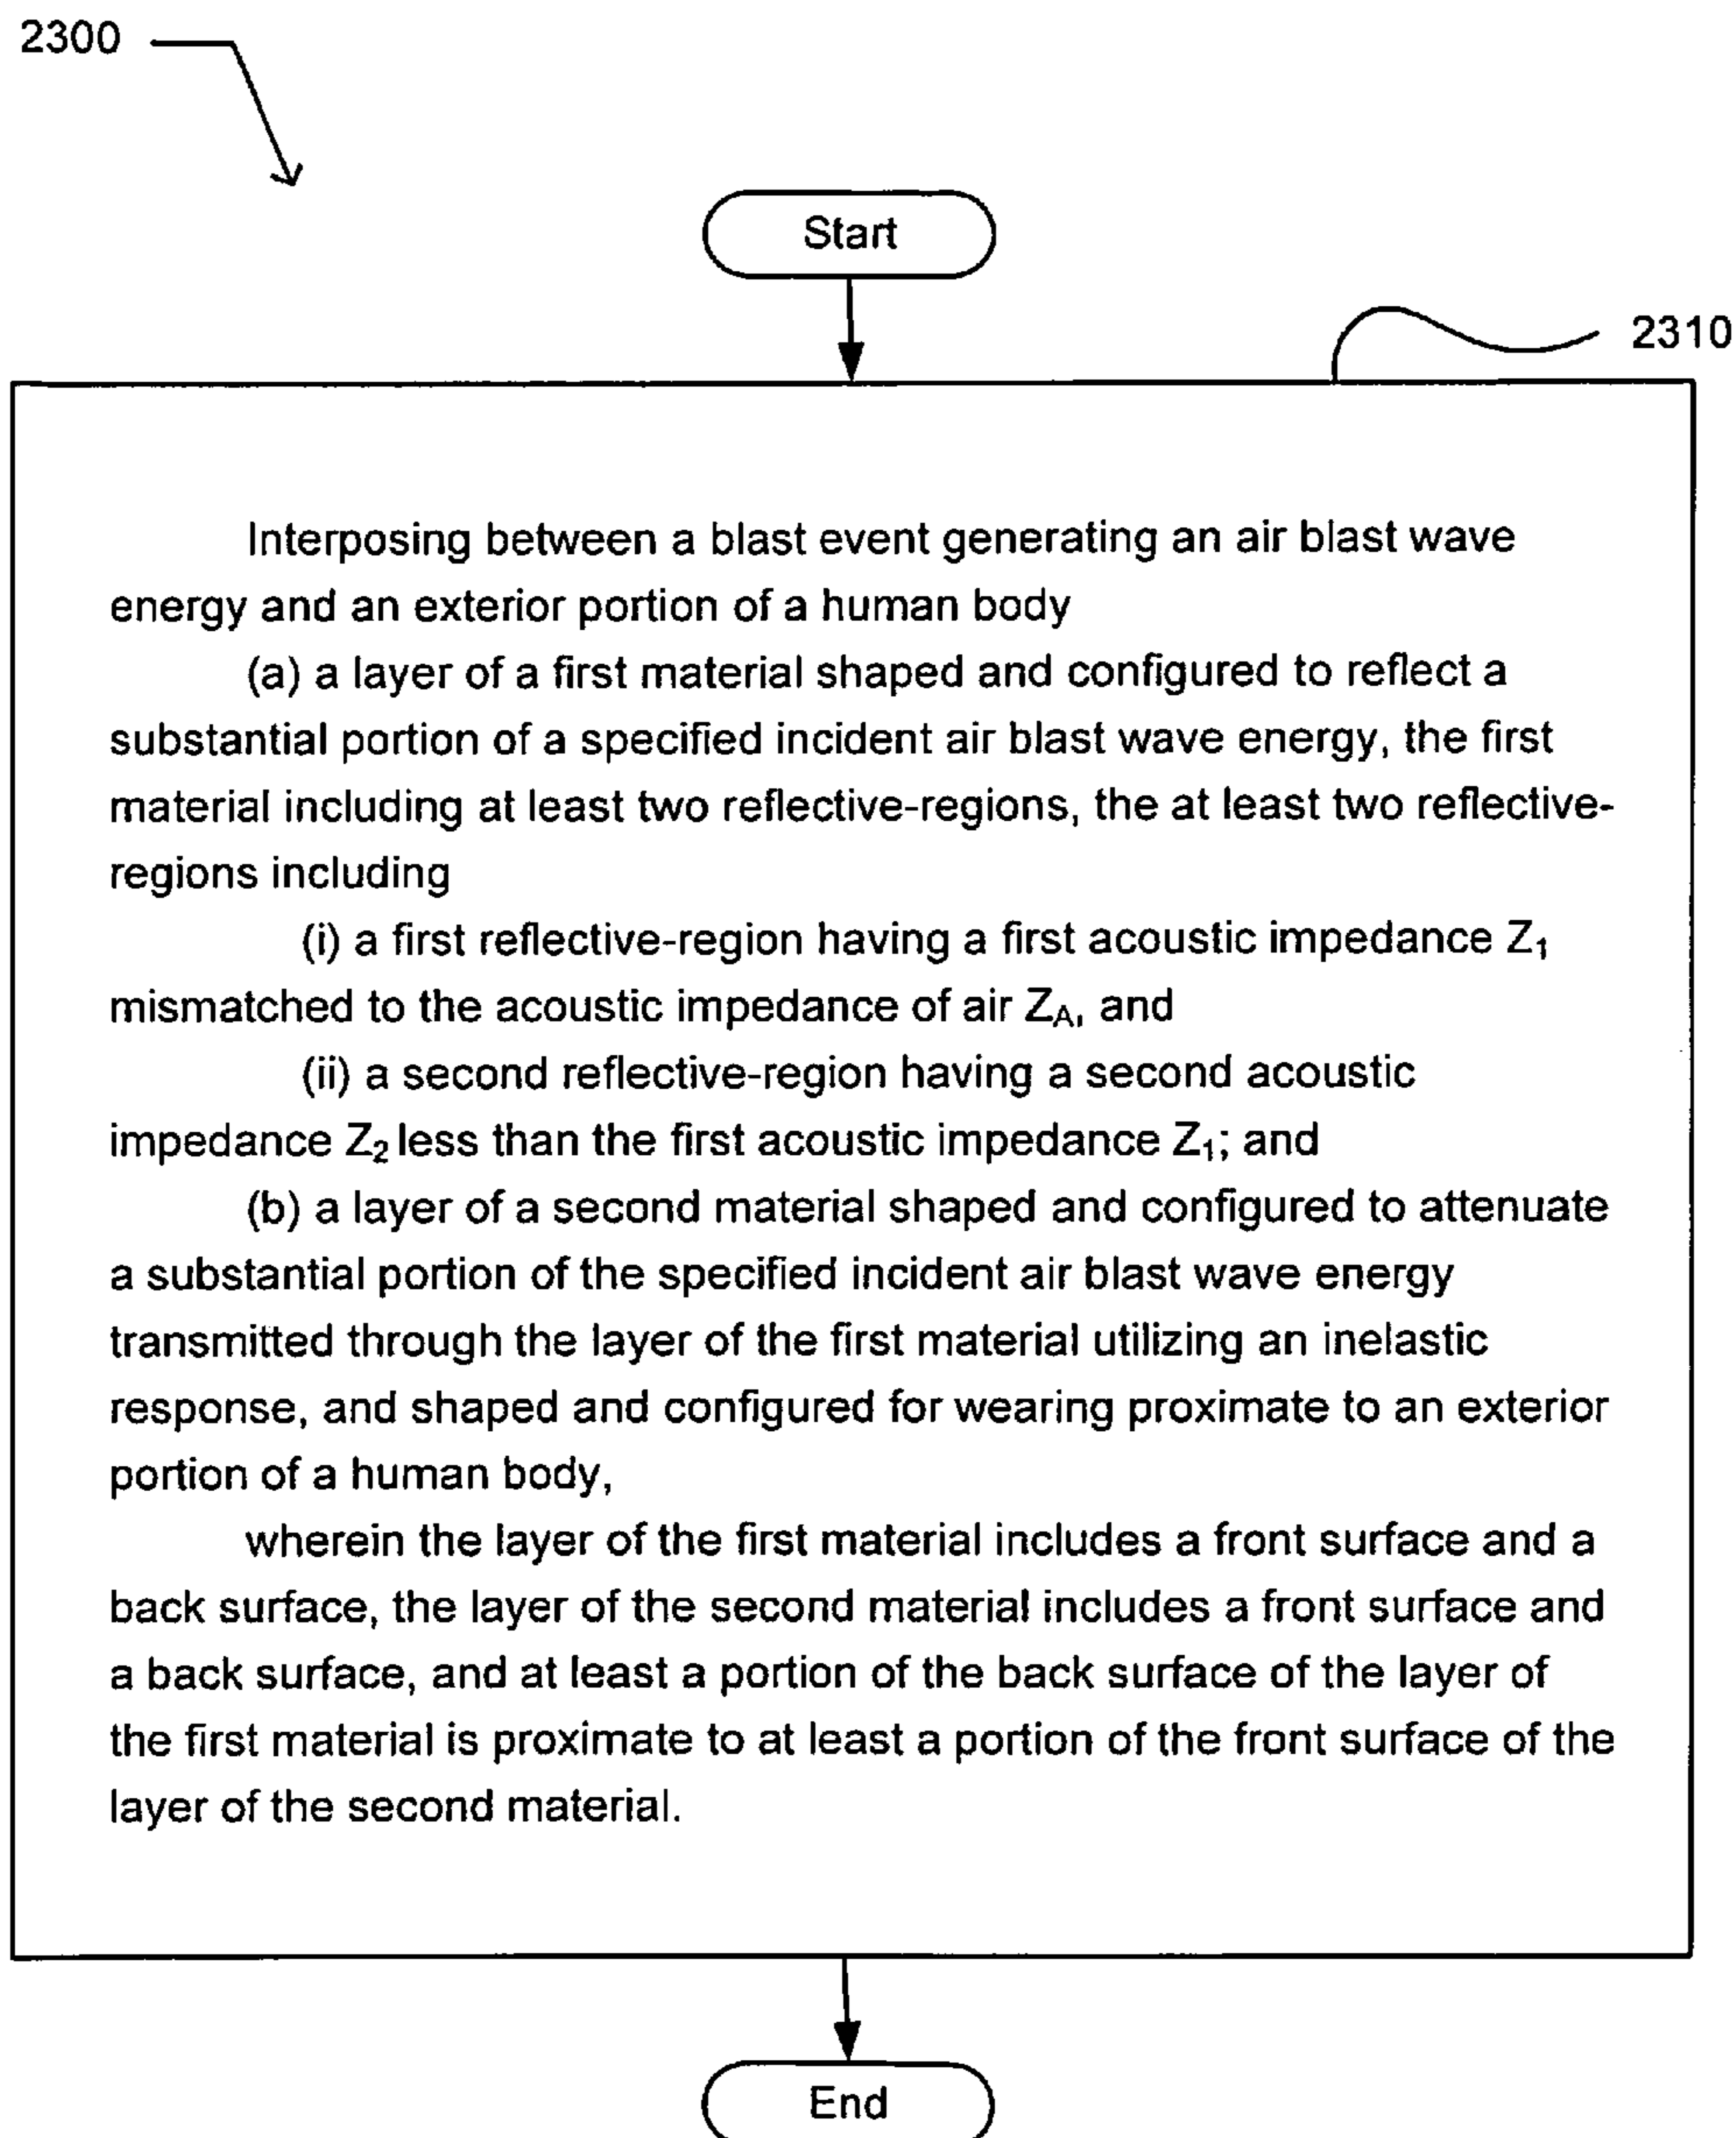 2300
Start
2310
Interposing between a blast event generating an air blast wave
energy and an exterior portion of a human body
(a) a layer of a first material shaped and configured to reflect a
substantial portion of a specified incident air blast wave energy, the first
material including at least two reflective-regions, the at least two reflective-
regions including
(i) a first reflective-region having a first acoustic impedance Z₁
mismatched to the acoustic impedance of air Z_A, and
(ii) a second reflective-region having a second acoustic
impedance Z₂ less than the first acoustic impedance Z₁; and
(b) a layer of a second material shaped and configured to attenuate
a substantial portion of the specified incident air blast wave energy
transmitted through the layer of the first material utilizing an inelastic
response, and shaped and configured for wearing proximate to an exterior
portion of a human body,
wherein the layer of the first material includes a front surface and a
back surface, the layer of the second material includes a front surface and
a back surface, and at least a portion of the back surface of the layer of
the first material is proximate to at least a portion of the front surface of the
layer of the second material.
End